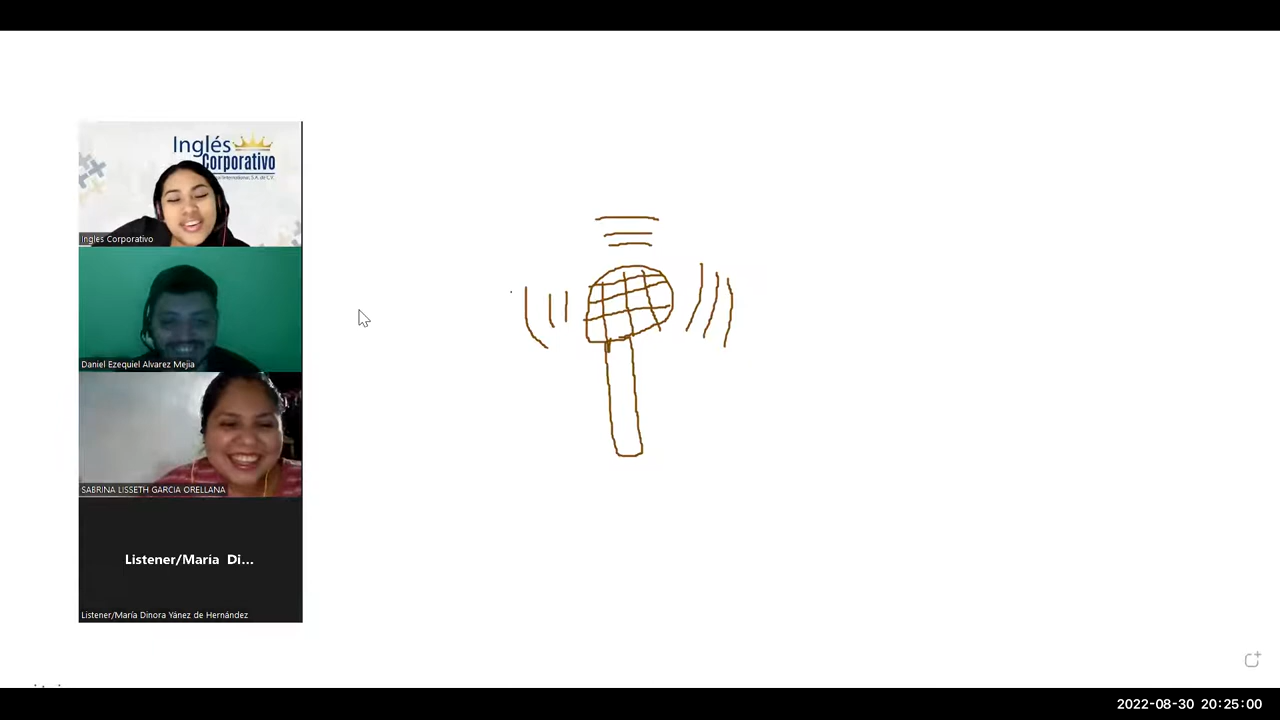 Inglés
Corporativo
Ingles Corporativo
Daniel Ezequiel Alvarez Mejia
SABRINA LISSETH GARCIA ORELLANA
Listener/María Di...
Listener/María Dinora Yánez de Hernández
2022-08-30 20:25:00